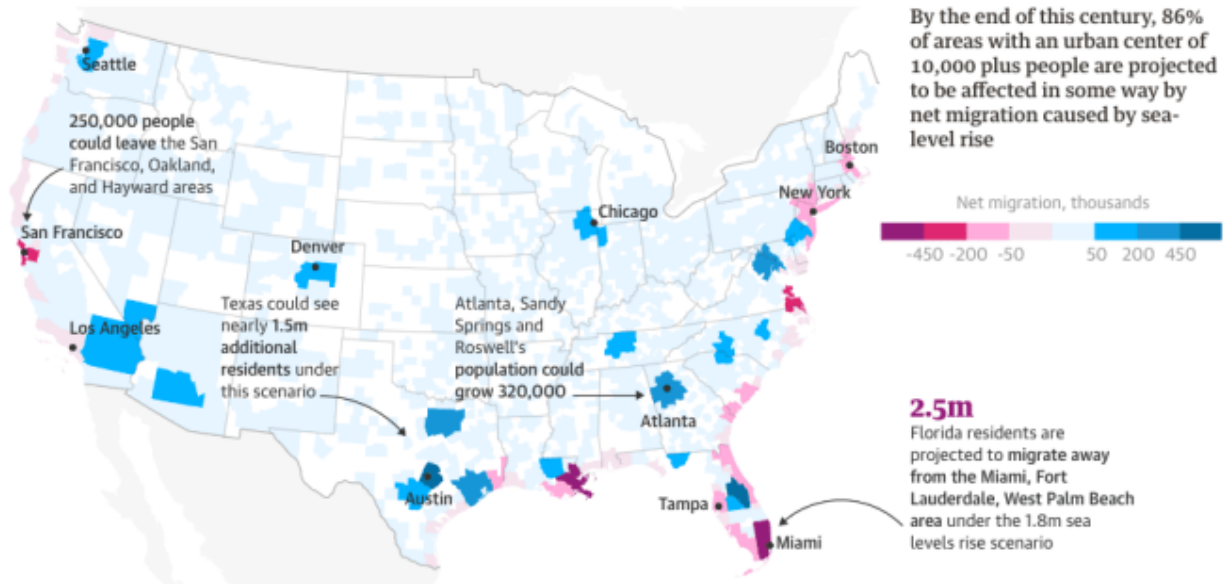 By the end of this century, 86%
of areas with an urban center of
10,000 plus people are projected
to be affected in some way by
net migration caused by sea-
level rise
Net migration, thousands
-450 -200 -50 50 200 450
Seattle
250,000 people
could leave the San
Francisco, Oakland,
and Hayward areas
San Francisco
Los Angeles
Denver
Texas could see
nearly 1.5m
additional
residents under
this scenario
Chicago
Boston
New York
Atlanta, Sandy
Springs and
Roswell's
population could
grow 320,000
Atlanta
Austin
Tampa
Miami
2.5m
Florida residents are
projected to migrate away
from the Miami, Fort
Lauderdale, West Palm Beach
area under the 1.8m sea
levels rise scenario